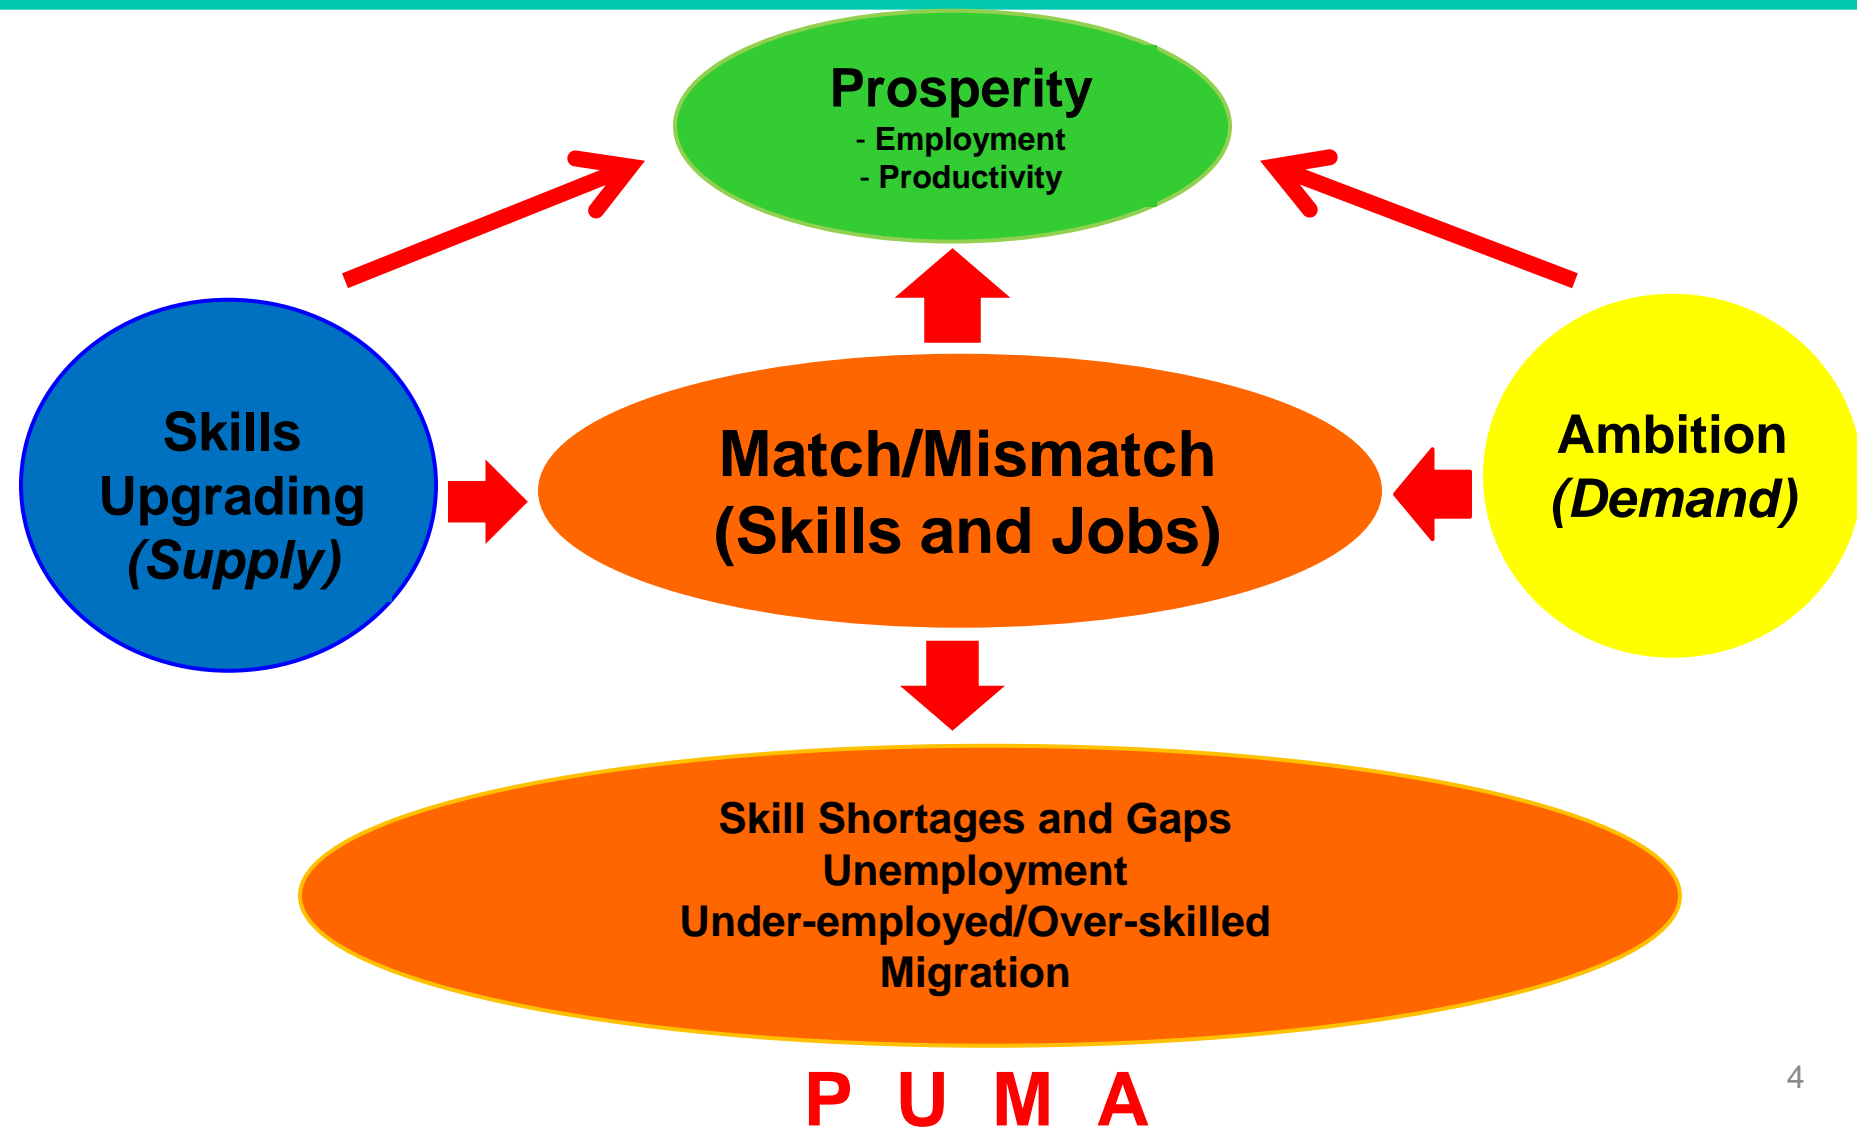 Prosperity
- Employment
- Productivity
Skills
Upgrading
(Supply)
Match/Mismatch
(Skills and Jobs)
Ambition
(Demand)
Skill Shortages and Gaps
Unemployment
Under-employed/Over-skilled
Migration
P U M A
4